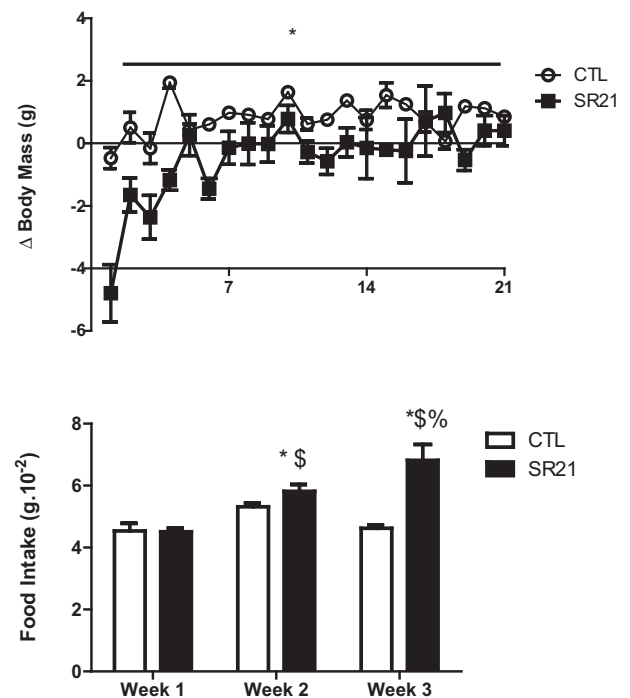 *
4
2
0
-2
-4
-6
Δ Body Mass (g)
7
14
21
CTL
SR21
8
6
4
2
0
Food Intake (g.10⁻²)
* $
*$%
CTL
SR21
Week 1
Week 2
Week 3